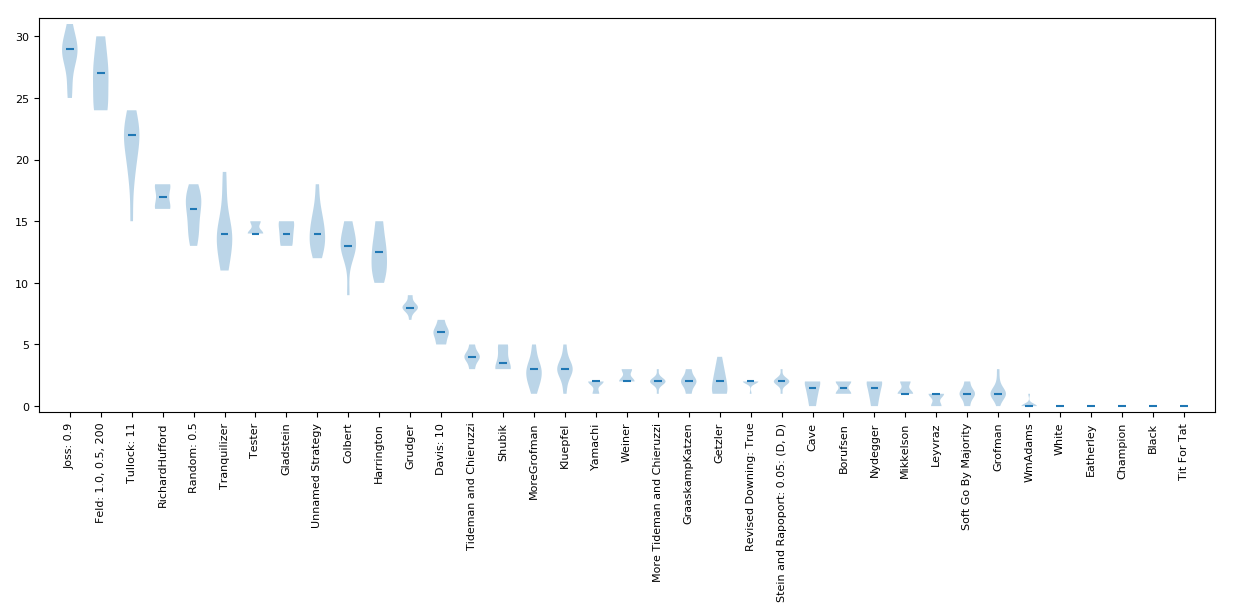 30
25
20
15
10
5
0
Joss: 0.9
Feld: 1.0, 0.5, 200
Tullock: 11
RichardHufford
Random: 0.5
Tranquilizer
Tester
Gladstein
Unnamed Strategy
Colbert
Harrington
Grudger
Davis: 10
Tideman and Chieruzzi
Shubik
MoreGrofman
Kluepfel
Yamachi
Weiner
More Tideman and Chieruzzi
GraaskampKatzen
Getzler
Revised Downing: True
Stein and Rapoport: 0.05: (D, D)
Cave
Borufsen
Nydegger
Mikkelson
Leyvraz
Soft Go By Majority
Grofman
WmAdams
White
Eatherley
Champion
Black
Tit For Tat